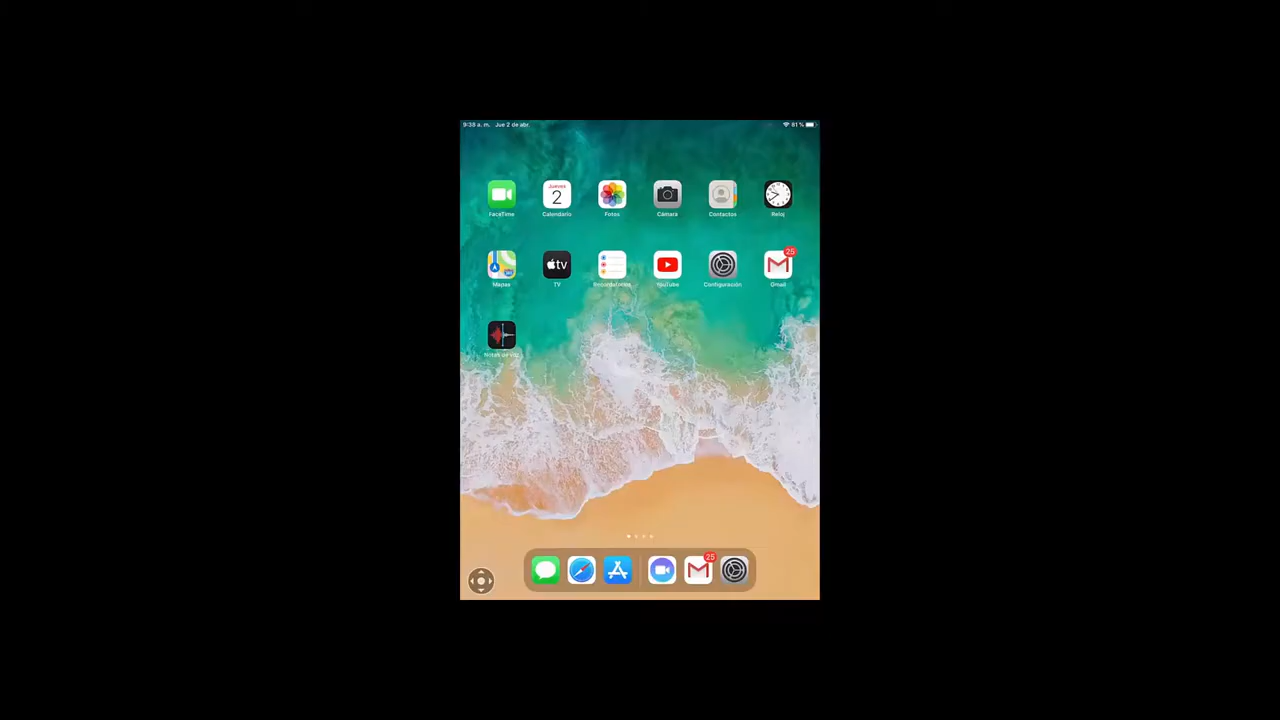 9:38 a. m. Jue 2 de abr. 61 %
Jueves
2
FaceTime Calendario Fotos Cámara Contactos Reloj
tv 25
Mapas TV Recordatorios YouTube Configuración Gmail
Notas de voz
25